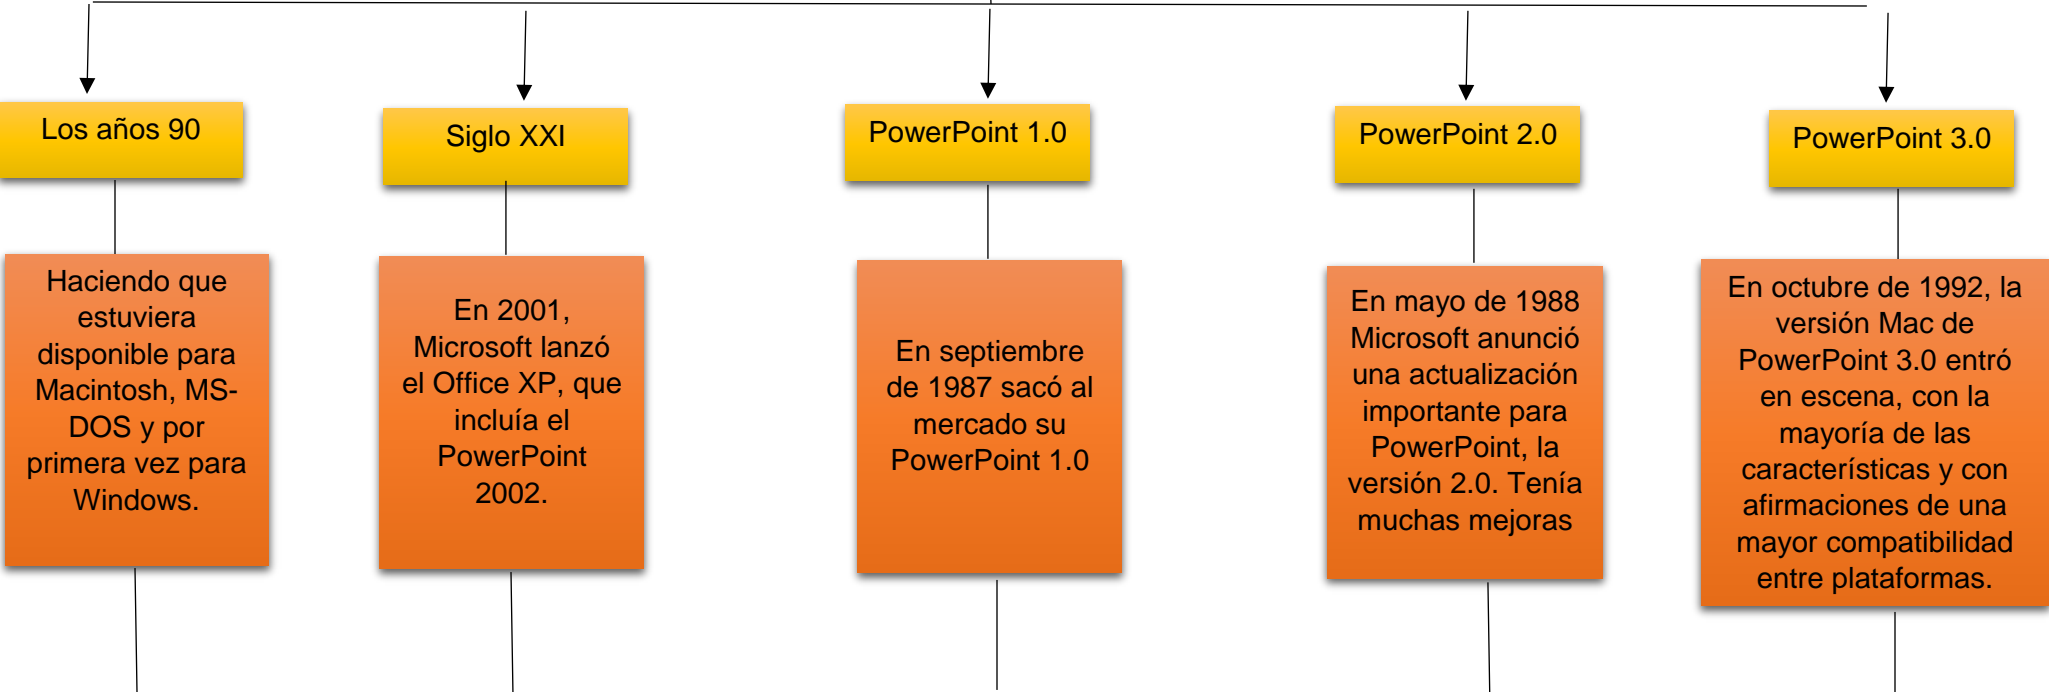 Los años 90
Siglo XXI
PowerPoint 1.0
PowerPoint 2.0
PowerPoint 3.0
Haciendo que
estuviera
disponible para
Macintosh, MS-
DOS y por
primera vez para
Windows.
En 2001,
Microsoft lanzó
el Office XP, que
incluía el
PowerPoint
2002.
En septiembre
de 1987 sacó al
mercado su
PowerPoint 1.0
En mayo de 1988
Microsoft anunció
una actualización
importante para
PowerPoint, la
versión 2.0. Tenía
muchas mejoras
En octubre de 1992, la
versión Mac de
PowerPoint 3.0 entró
en escena, con la
mayoría de las
características y con
afirmaciones de una
mayor compatibilidad
entre plataformas.